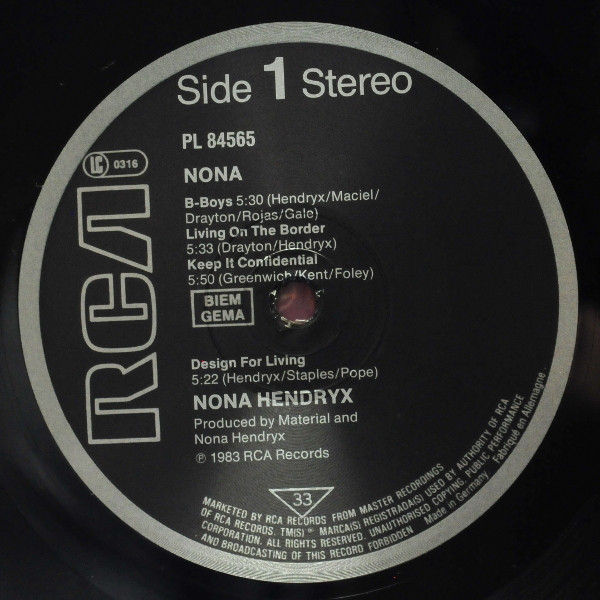 Side 1 Stereo
PL 84565
LC 0316
RCA
NONA
B-Boys 5:30 (Hendryx/Maciel/
Drayton/Rojas/Gale)
Living On The Border
5:33 (Drayton/Hendryx)
Keep It Confidential
5:50 (Greenwich/Kent/Foley)
BIEM
GEMA
Design For Living
5:22 (Hendryx/Staples/Pope)
NONA HENDRYX
Produced by Material and
Nona Hendryx
℗ 1983 RCA Records
33
MARKETED BY RCA RECORDS FROM MASTER RECORDINGS
OF RCA RECORDS. TM(S) ® MARCA(S) REGISTRADA(S) USED BY AUTHORITY OF RCA
CORPORATION. ALL RIGHTS RESERVED. UNAUTHORISED COPYING, PUBLIC PERFORMANCE
AND BROADCASTING OF THIS RECORD FORBIDDEN
Made in Germany
Fabriqué en Allemagne